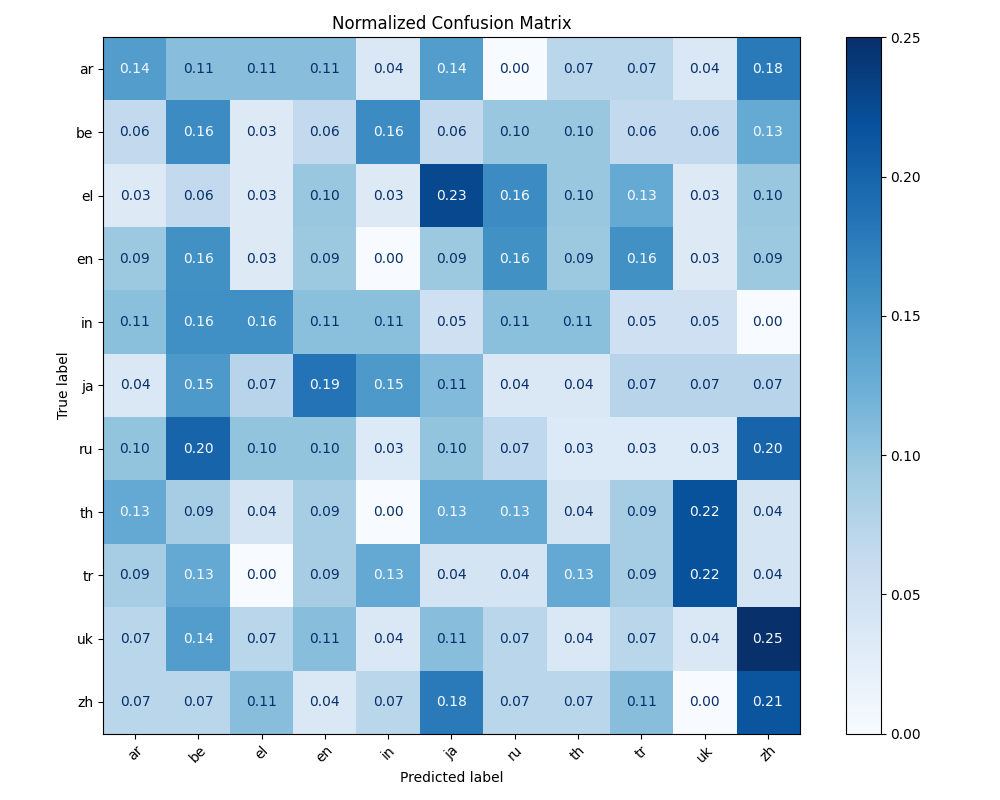 Normalized Confusion Matrix
ar 0.14 0.11 0.11 0.11 0.04 0.14 0.00 0.07 0.07 0.04 0.18
be 0.06 0.16 0.03 0.06 0.16 0.06 0.10 0.10 0.06 0.06 0.13
el 0.03 0.06 0.03 0.10 0.03 0.23 0.16 0.10 0.13 0.03 0.10
en 0.09 0.16 0.03 0.09 0.00 0.09 0.16 0.09 0.16 0.03 0.09
in 0.11 0.16 0.16 0.11 0.11 0.05 0.11 0.11 0.05 0.05 0.00
ja 0.04 0.15 0.07 0.19 0.15 0.11 0.04 0.04 0.07 0.07 0.07
ru 0.10 0.20 0.10 0.10 0.03 0.10 0.07 0.03 0.03 0.03 0.20
th 0.13 0.09 0.04 0.09 0.00 0.13 0.13 0.04 0.09 0.22 0.04
tr 0.09 0.13 0.00 0.09 0.13 0.04 0.04 0.13 0.09 0.22 0.04
uk 0.07 0.14 0.07 0.11 0.04 0.11 0.07 0.04 0.07 0.04 0.25
zh 0.07 0.07 0.11 0.04 0.07 0.18 0.07 0.07 0.11 0.00 0.21
ar be el en in ja ru th tr uk zh
Predicted label
True label
0.25
0.20
0.15
0.10
0.05
0.00